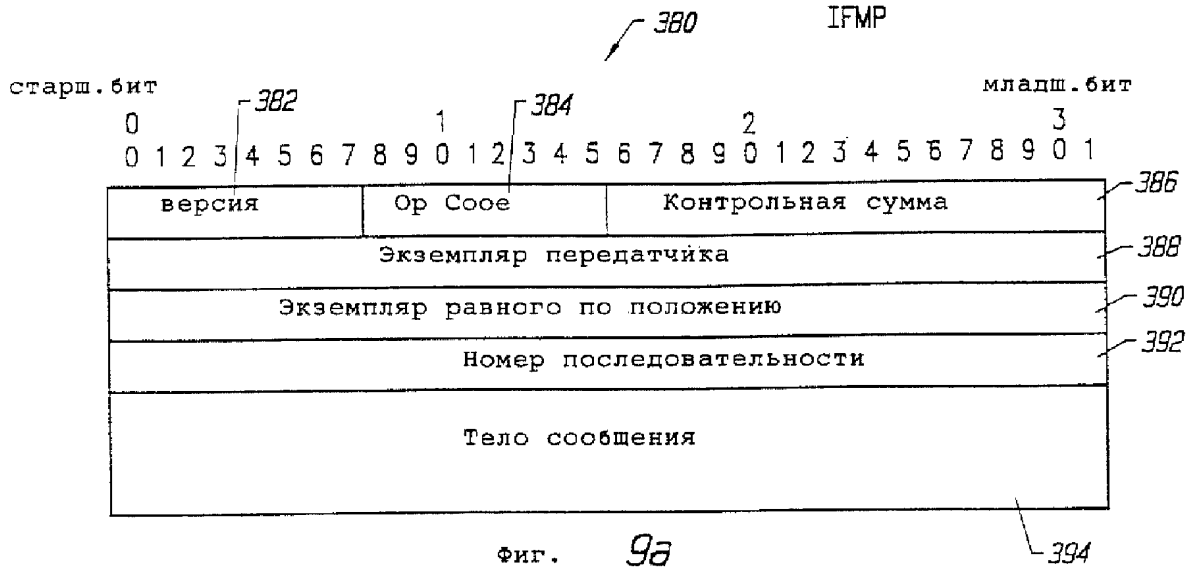 380 IFMP
старш.бит младш.бит
382 384
0 1 2 3
0 1 2 3 4 5 6 7 8 9 0 1 2 3 4 5 6 7 8 9 0 1 2 3 4 5 6 7 8 9 0 1
версия Op Cooe Контрольная сумма 386
Экземпляр передатчика 388
Экземпляр равного по положению 390
Номер последовательности 392
Тело сообщения
394
Фиг. 9а